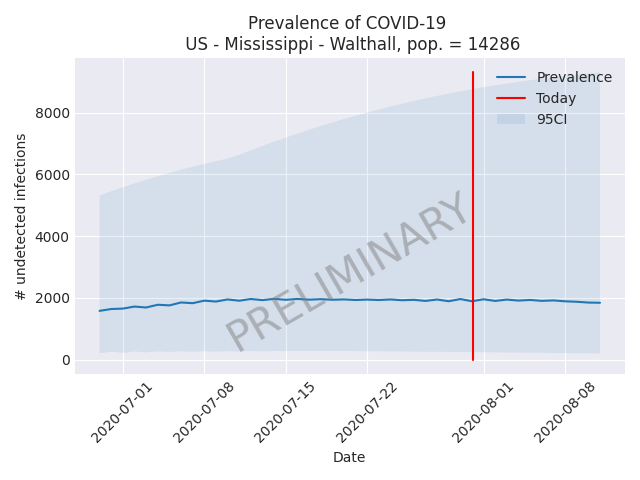 Prevalence of COVID-19
US - Mississippi - Walthall, pop. = 14286
Prevalence
Today
95CI
# undetected infections
8000
6000
4000
2000
0
PRELIMINARY
2020-07-01
2020-07-08
2020-07-15
2020-07-22
2020-08-01
2020-08-08
Date